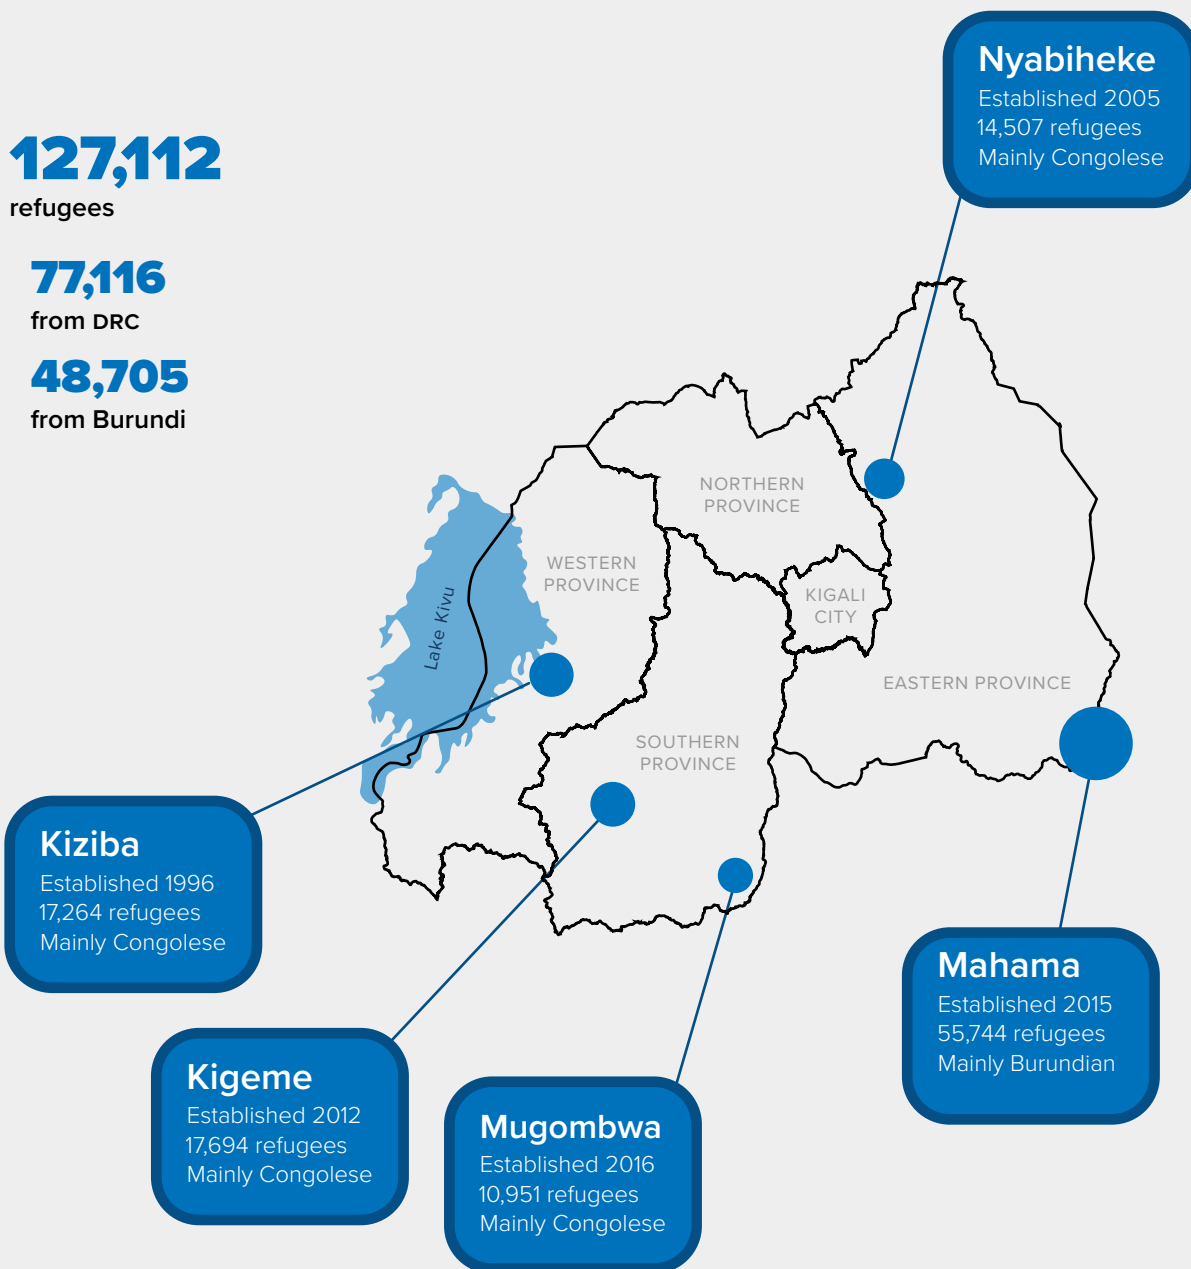 Nyabiheke
Established 2005
14,507 refugees
Mainly Congolese
127,112
refugees
77,116
from DRC
48,705
from Burundi
NORTHERN
PROVINCE
WESTERN
PROVINCE
KIGALI
CITY
Lake Kivu
EASTERN PROVINCE
SOUTHERN
PROVINCE
Kiziba
Established 1996
17,264 refugees
Mainly Congolese
Mahama
Established 2015
55,744 refugees
Mainly Burundian
Kigeme
Established 2012
17,694 refugees
Mainly Congolese
Mugombwa
Established 2016
10,951 refugees
Mainly Congolese